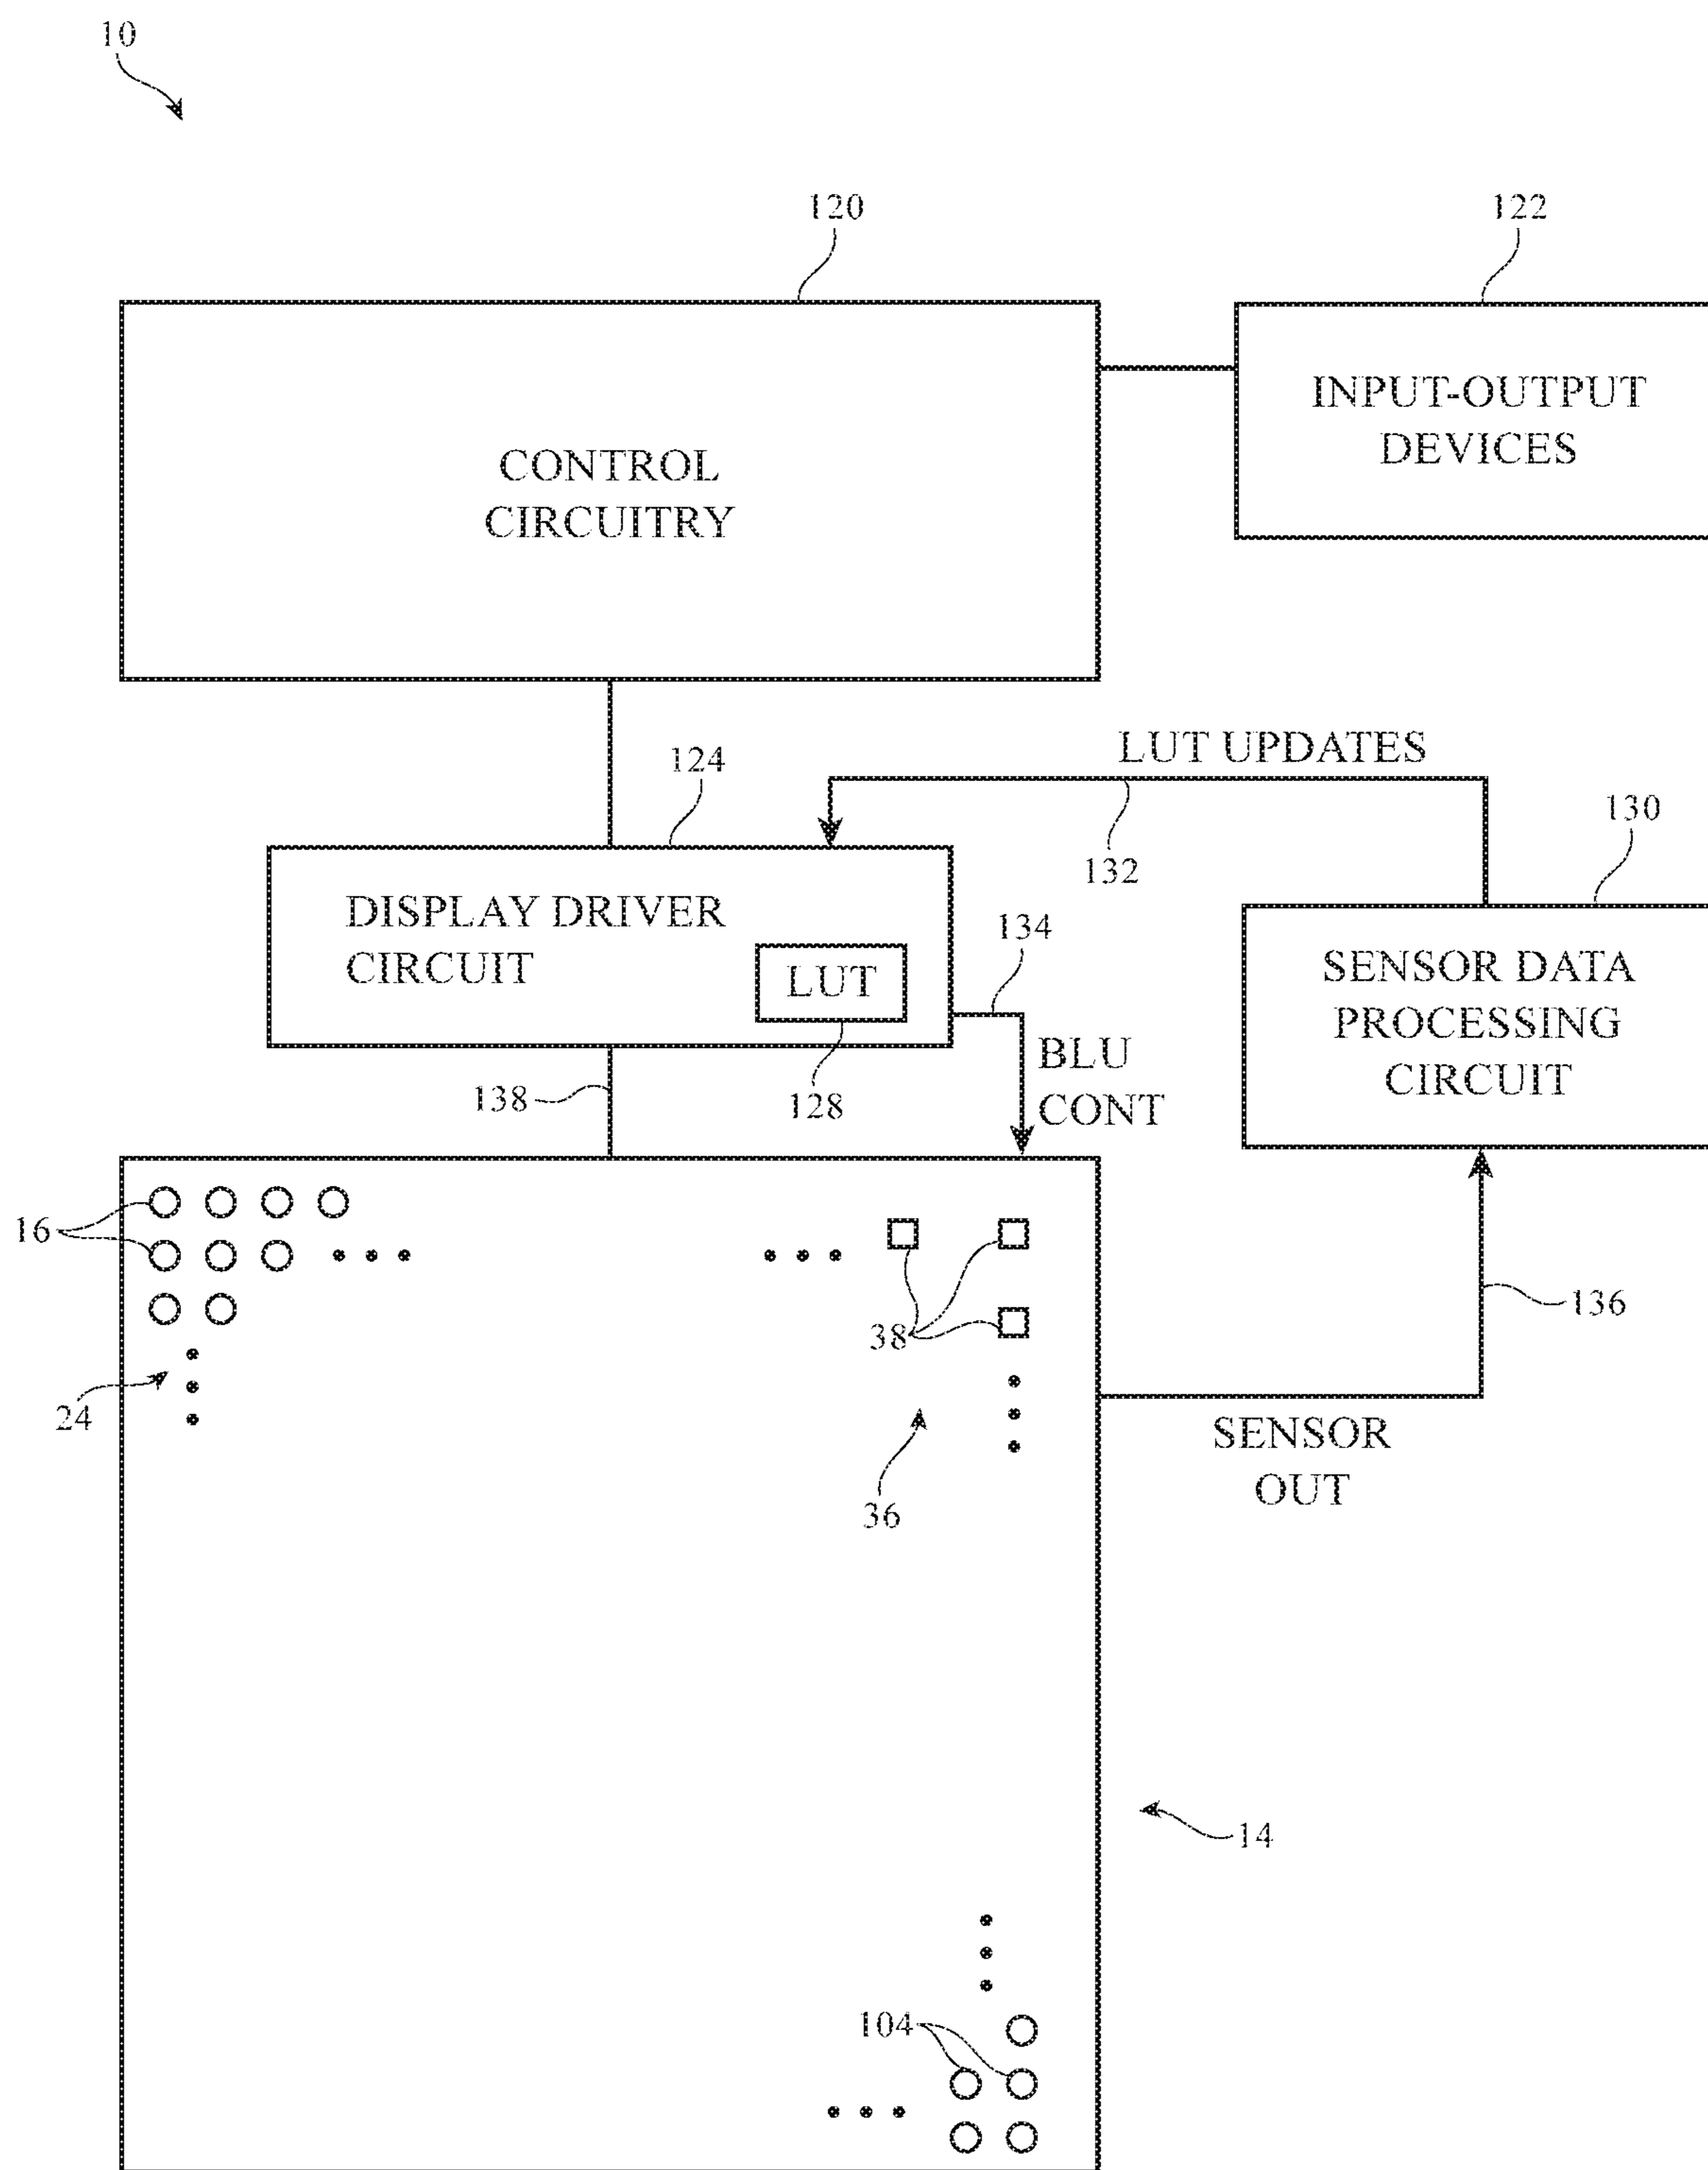 10
120
122
CONTROL
CIRCUITRY
INPUT-OUTPUT
DEVICES
LUT UPDATES
124
132
130
DISPLAY DRIVER
CIRCUIT
LUT
134
SENSOR DATA
PROCESSING
CIRCUIT
138
128
BLU
CONT
16
38
136
24
36
SENSOR
OUT
14
104